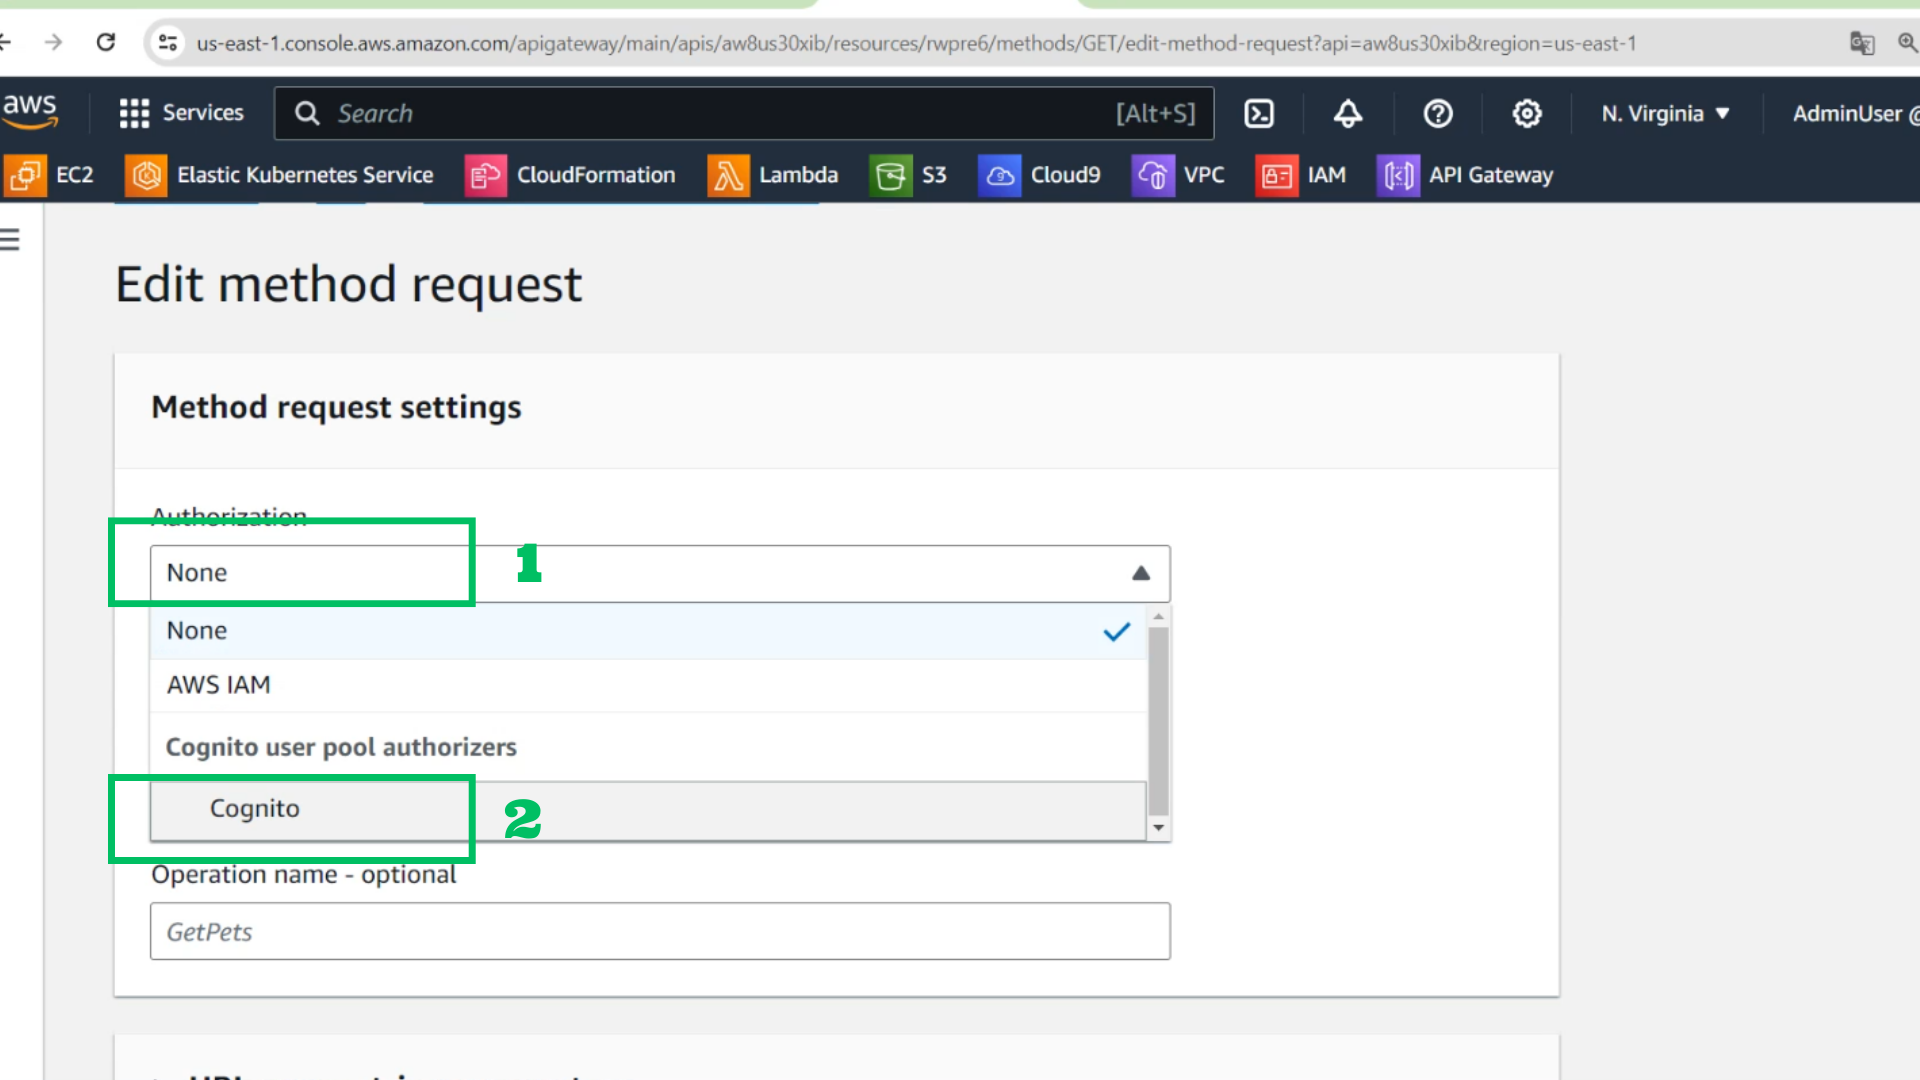 us-east-1.console.aws.amazon.com/apigateway/main/apis/aw8us30xib/resources/rwpre6/methods/GET/edit-method-request?api=aw8us30xib&region=us-east-1
aws Services Search [Alt+S] N. Virginia ▼ AdminUser @
EC2 Elastic Kubernetes Service CloudFormation Lambda S3 Cloud9 VPC IAM API Gateway
Edit method request
Method request settings
Authorization
None 1
None
AWS IAM
Cognito user pool authorizers
Cognito 2
Operation name - optional
GetPets